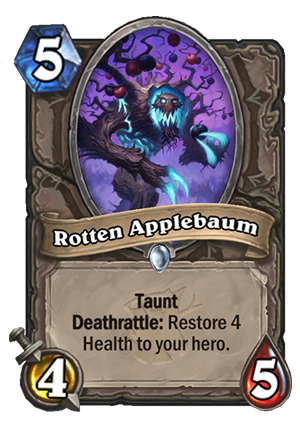 5
Rotten Applebaum
Taunt
Deathrattle: Restore 4
Health to your hero.
4
5